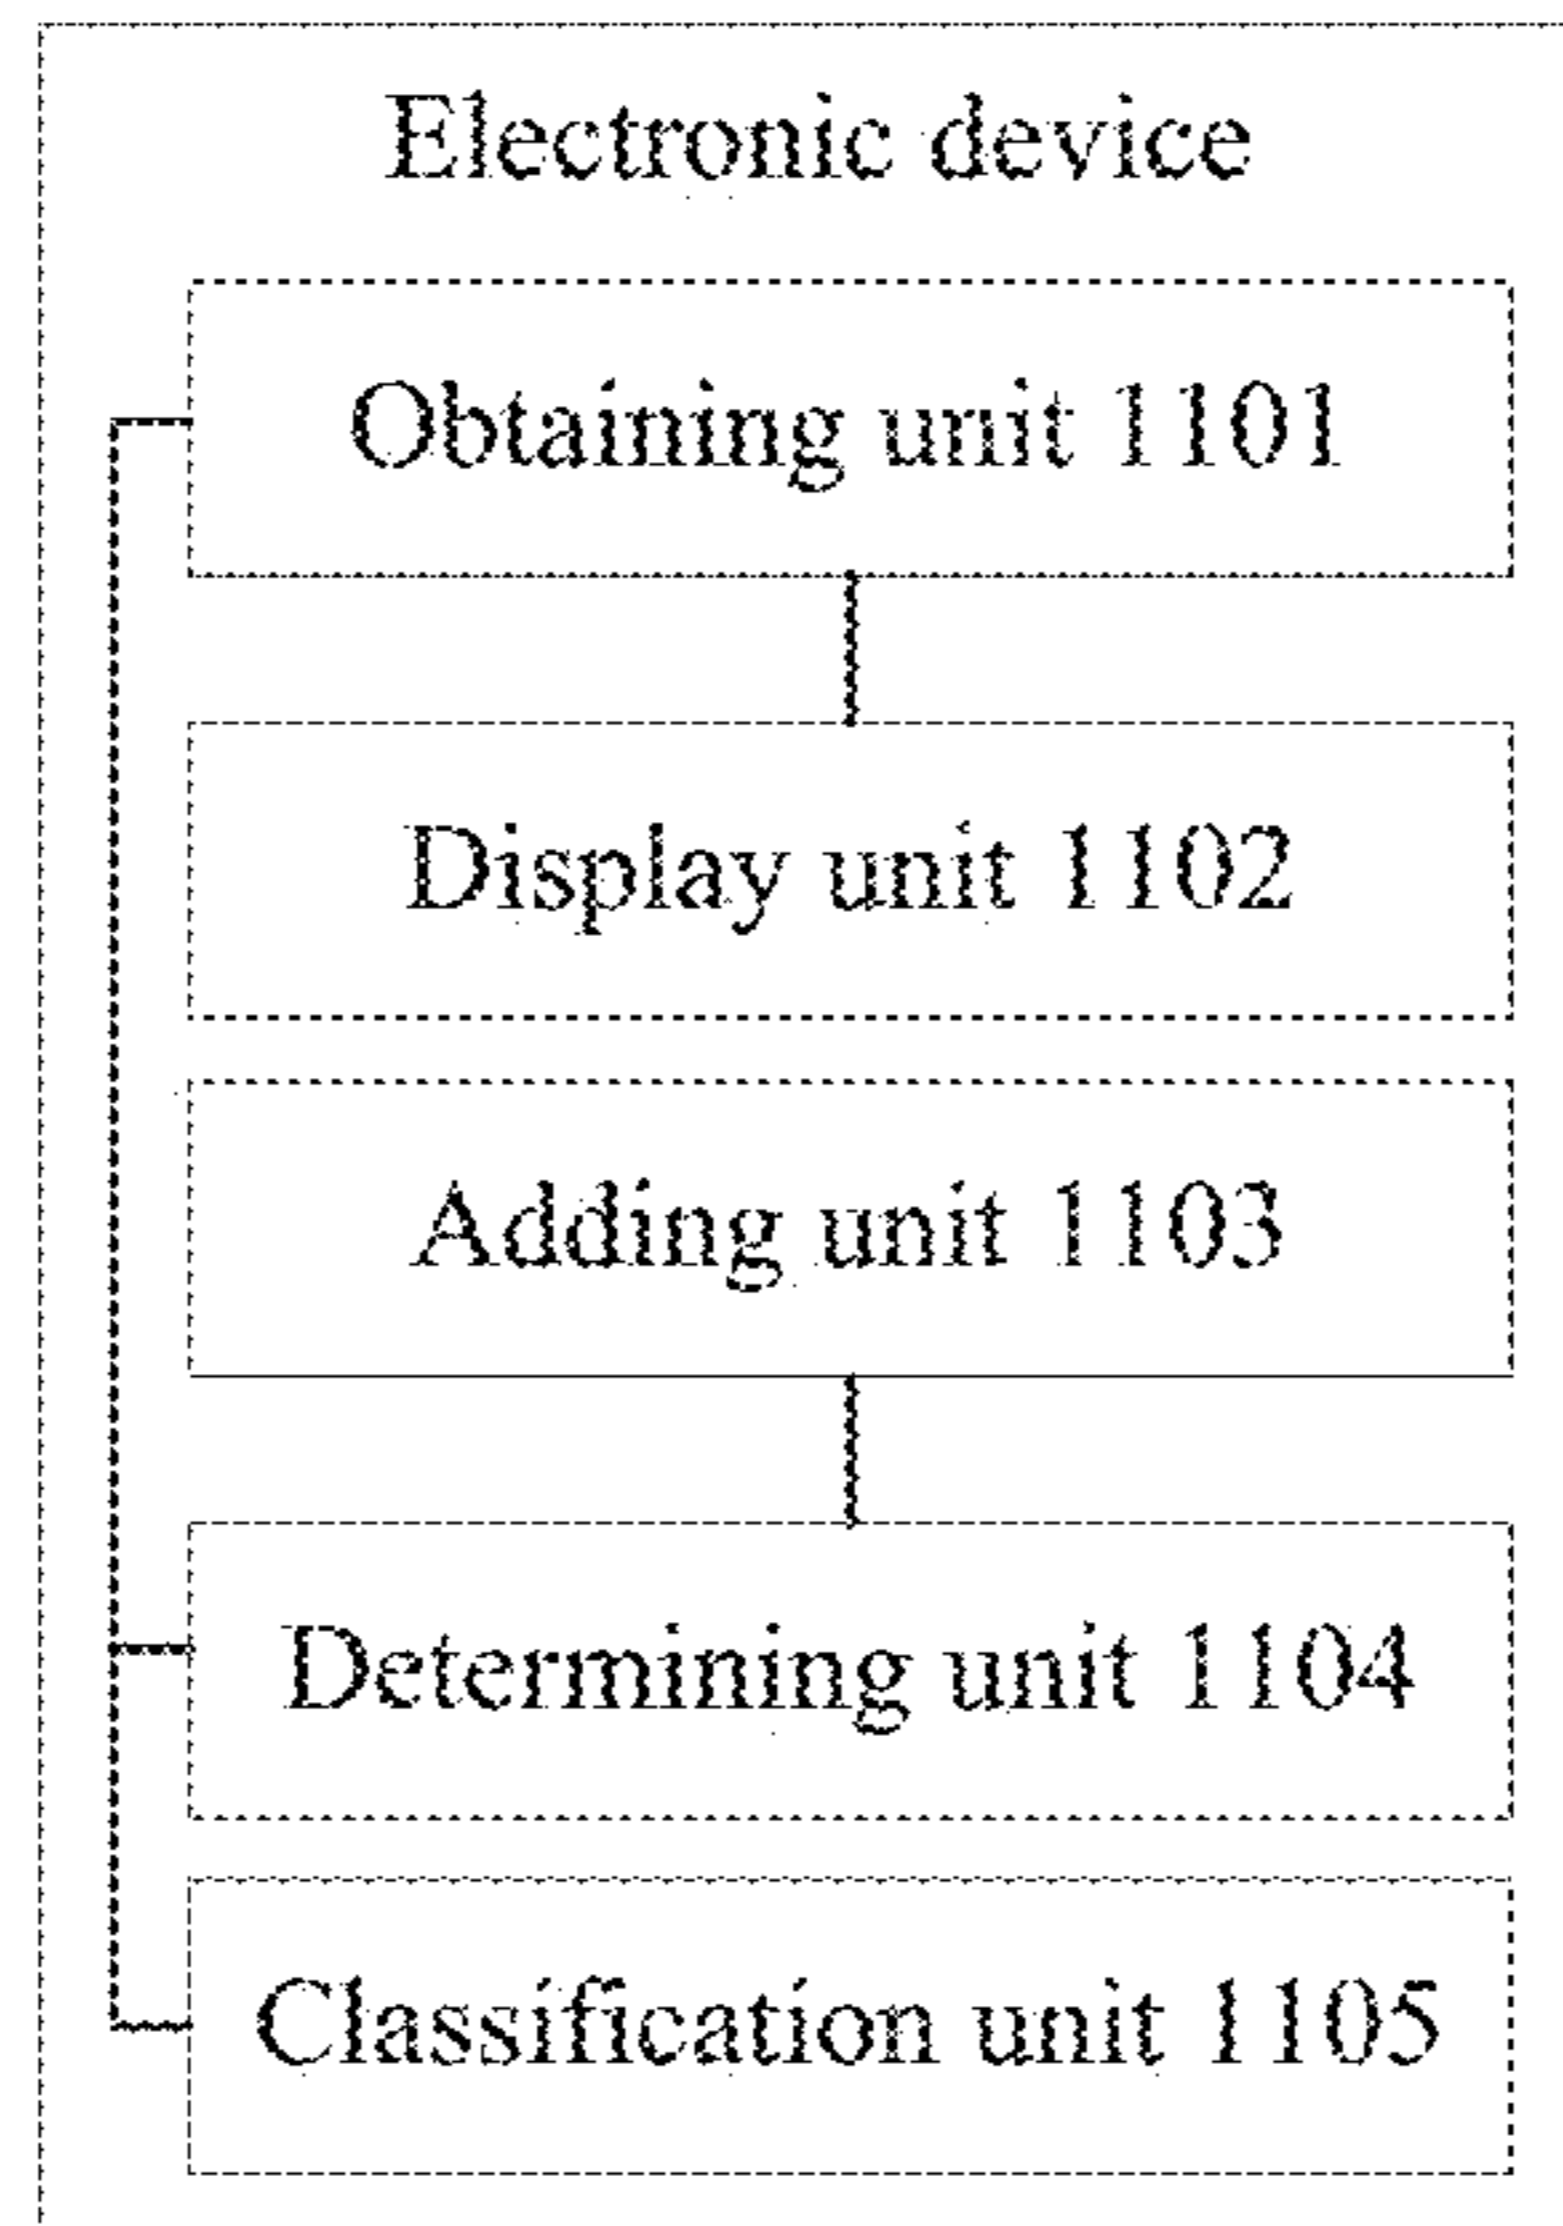 Electronic device
Obtaining unit 1101
Display unit 1102
Adding unit 1103
Determining unit 1104
Classification unit 1105